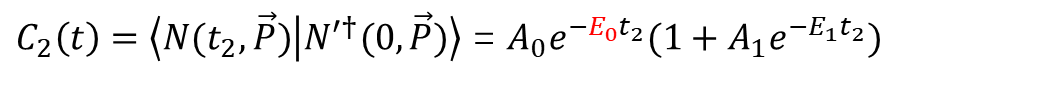 C₂(t) = ⟨N(t₂, P⃗)|N′†(0, P⃗)⟩ = A₀e^{−E₀t₂}(1 + A₁e^{−E₁t₂})